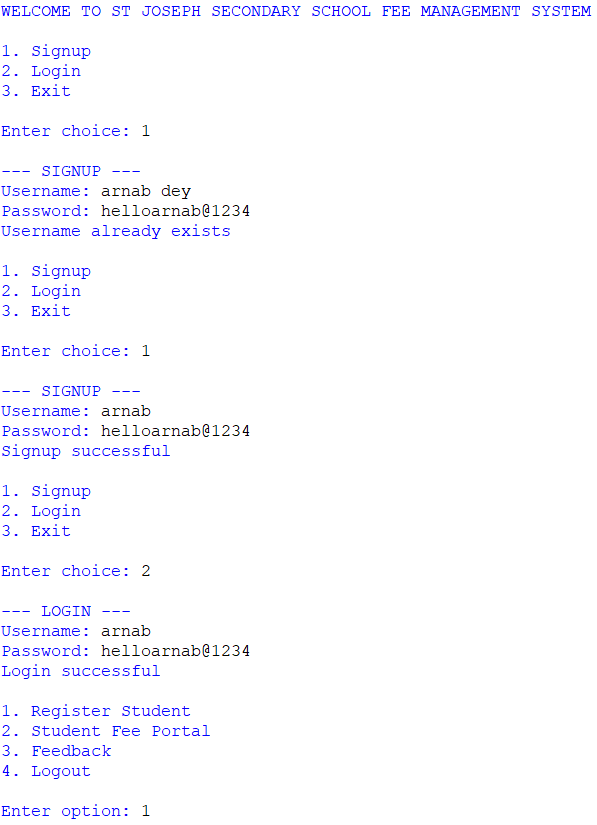 WELCOME TO ST JOSEPH SECONDARY SCHOOL FEE MANAGEMENT SYSTEM
1. Signup
2. Login
3. Exit
Enter choice: 1
--- SIGNUP ---
Username: arnab dey
Password: helloarnab@1234
Username already exists
1. Signup
2. Login
3. Exit
Enter choice: 1
--- SIGNUP ---
Username: arnab
Password: helloarnab@1234
Signup successful
1. Signup
2. Login
3. Exit
Enter choice: 2
--- LOGIN ---
Username: arnab
Password: helloarnab@1234
Login successful
1. Register Student
2. Student Fee Portal
3. Feedback
4. Logout
Enter option: 1